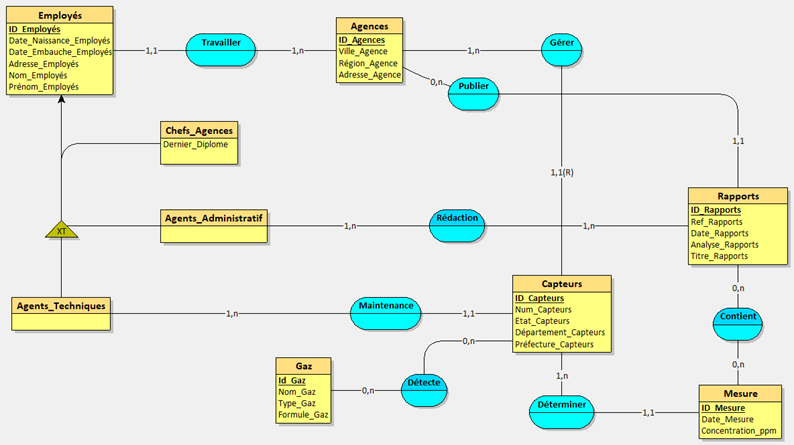 Employés
ID_Employés
Date_Naissance_Employés
Date_Embauche_Employés
Adresse_Employés
Nom_Employés
Prénom_Employés
1,1
Travailler
1,n
Agences
ID_Agences
Ville_Agence
Région_Agence
Adresse_Agence
1,n
Gérer
0,n
Publier
Chefs_Agences
Dernier_Diplome
1,1
1,1(R)
XT
Agents_Administratif
1,n
Rédaction
1,n
Rapports
ID_Rapports
Ref_Rapports
Date_Rapports
Analyse_Rapports
Titre_Rapports
Agents_Techniques
1,n
Maintenance
1,1
Capteurs
ID_Capteurs
Num_Capteurs
Etat_Capteurs
Département_Capteurs
Préfecture_Capteurs
0,n
Contient
0,n
Gaz
Id_Gaz
Nom_Gaz
Type_Gaz
Formule_Gaz
0,n
Détecte
0,n
1,n
Déterminer
1,1
Mesure
ID_Mesure
Date_Mesure
Concentration_ppm